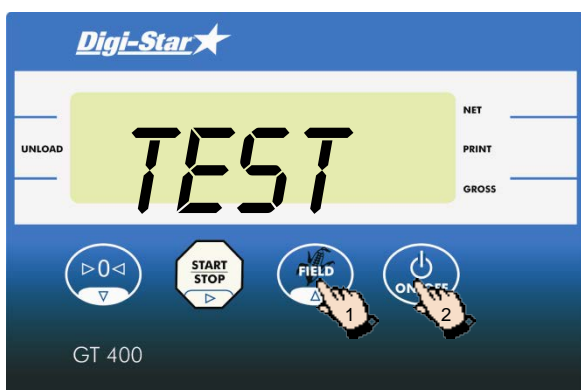 Digi-Star
NET
UNLOAD
PRINT
GROSS
TEST
▷0◁
START
STOP
FIELD
ON/OFF
1
2
GT 400